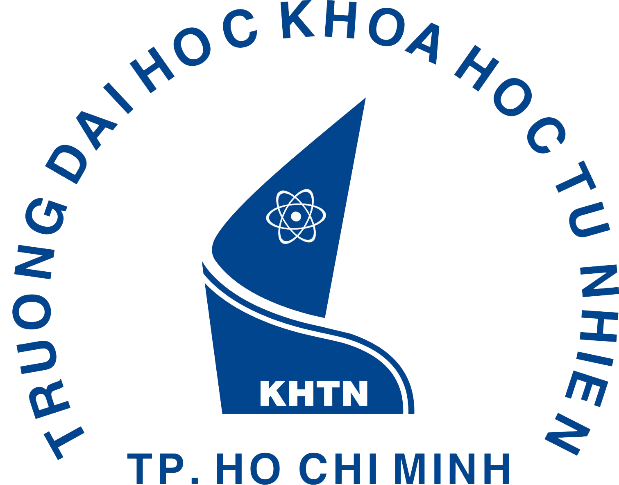 TRUONG DAI HOC KHOA HOC TU NHIEN
KHTN
TP. HO CHI MINH